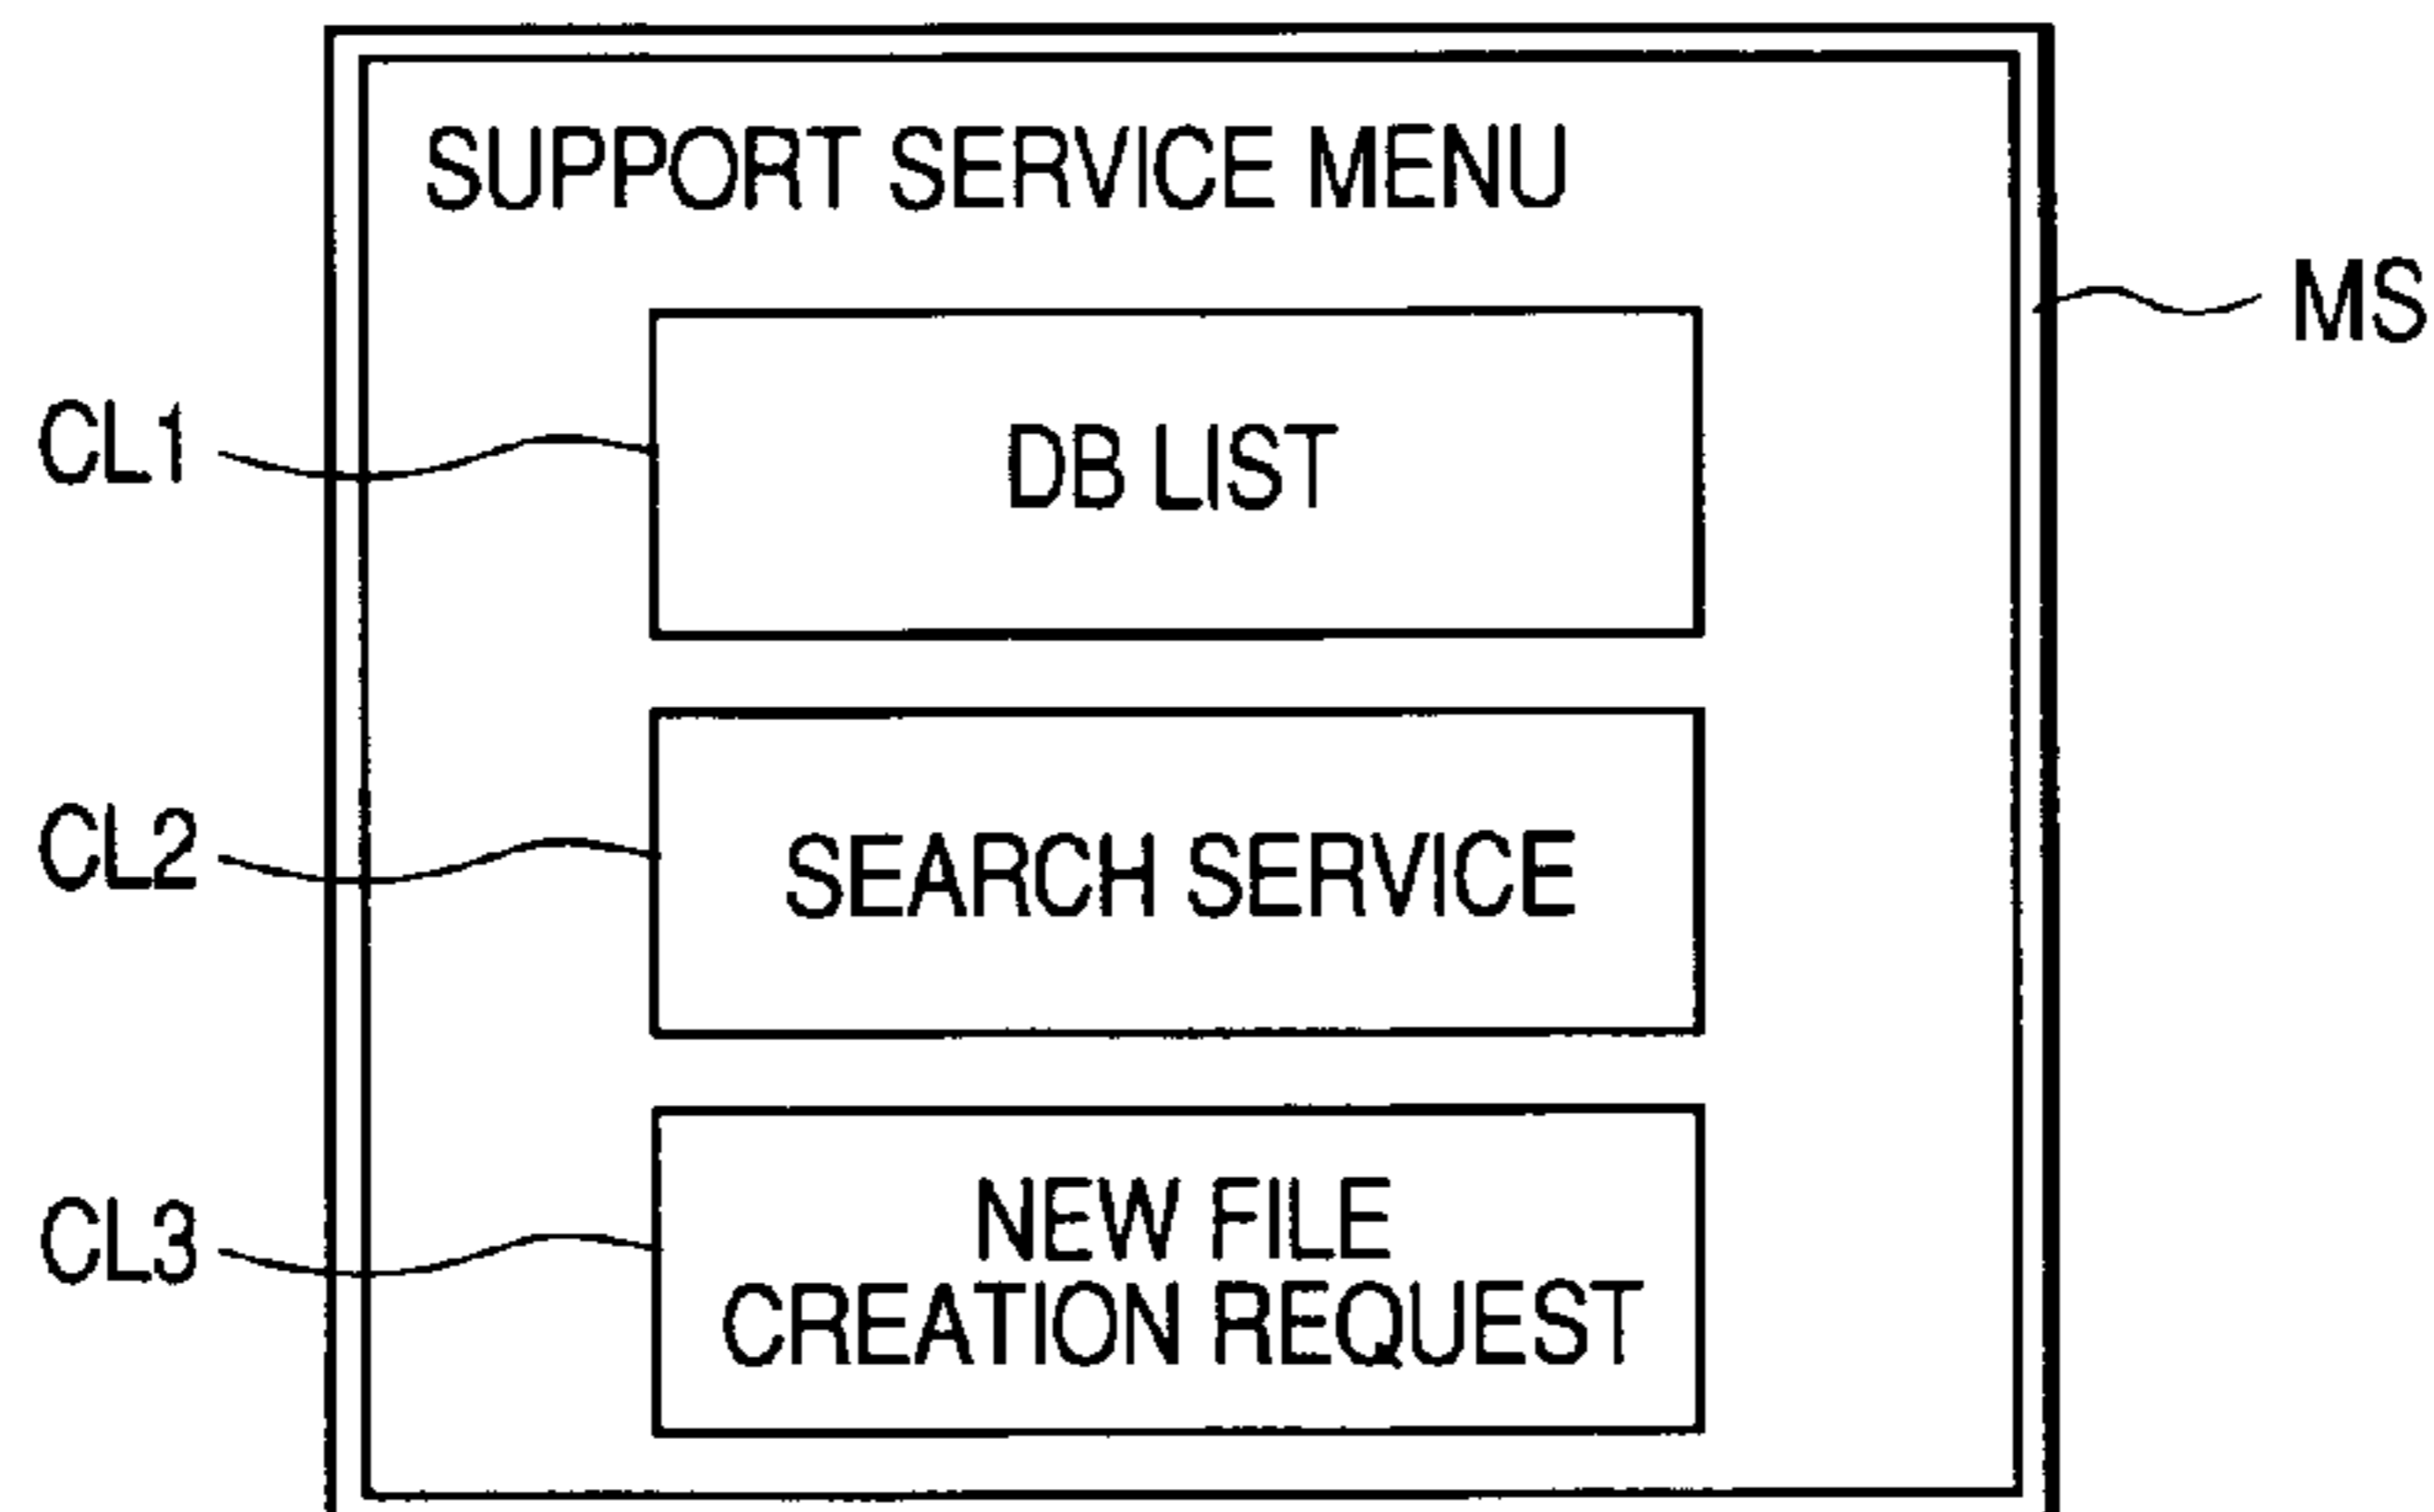 SUPPORT SERVICE MENU
MS
CL1
DB LIST
CL2
SEARCH SERVICE
CL3
NEW FILE
CREATION REQUEST